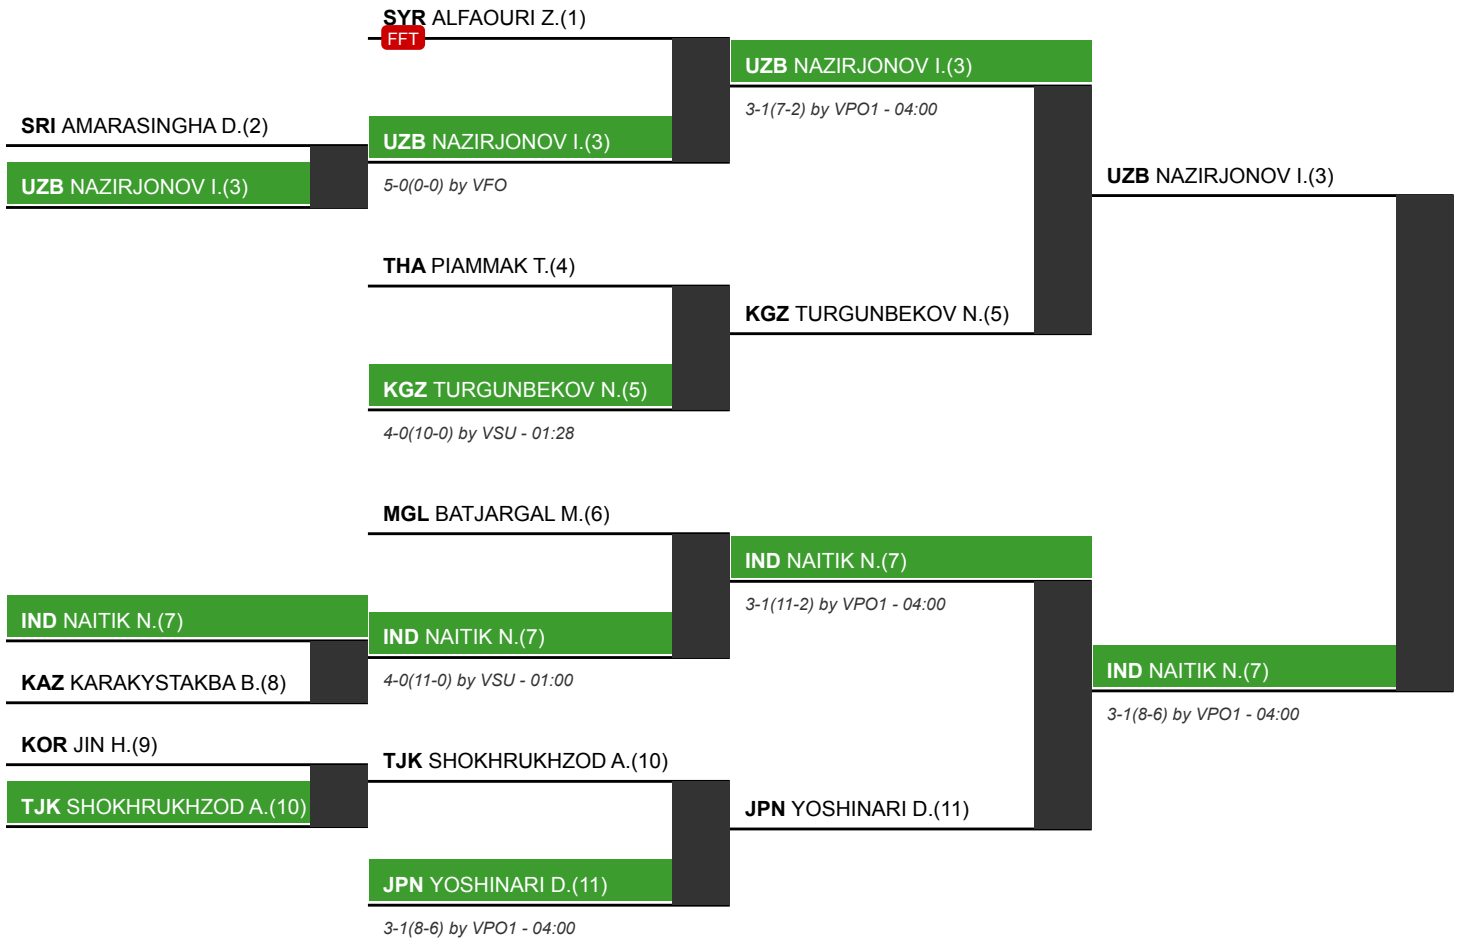 SYR ALFAOURI Z.(1)
FFT
UZB NAZIRJONOV I.(3)
3-1(7-2) by VPO1 - 04:00
SRI AMARASINGHA D.(2)
UZB NAZIRJONOV I.(3)
UZB NAZIRJONOV I.(3)
5-0(0-0) by VFO
UZB NAZIRJONOV I.(3)
THA PIAMMAK T.(4)
KGZ TURGUNBEKOV N.(5)
KGZ TURGUNBEKOV N.(5)
4-0(10-0) by VSU - 01:28
MGL BATJARGAL M.(6)
IND NAITIK N.(7)
3-1(11-2) by VPO1 - 04:00
IND NAITIK N.(7)
IND NAITIK N.(7)
4-0(11-0) by VSU - 01:00
KAZ KARAKYSTAKBA B.(8)
IND NAITIK N.(7)
3-1(8-6) by VPO1 - 04:00
KOR JIN H.(9)
TJK SHOKHRUKHZOD A.(10)
TJK SHOKHRUKHZOD A.(10)
JPN YOSHINARI D.(11)
JPN YOSHINARI D.(11)
3-1(8-6) by VPO1 - 04:00